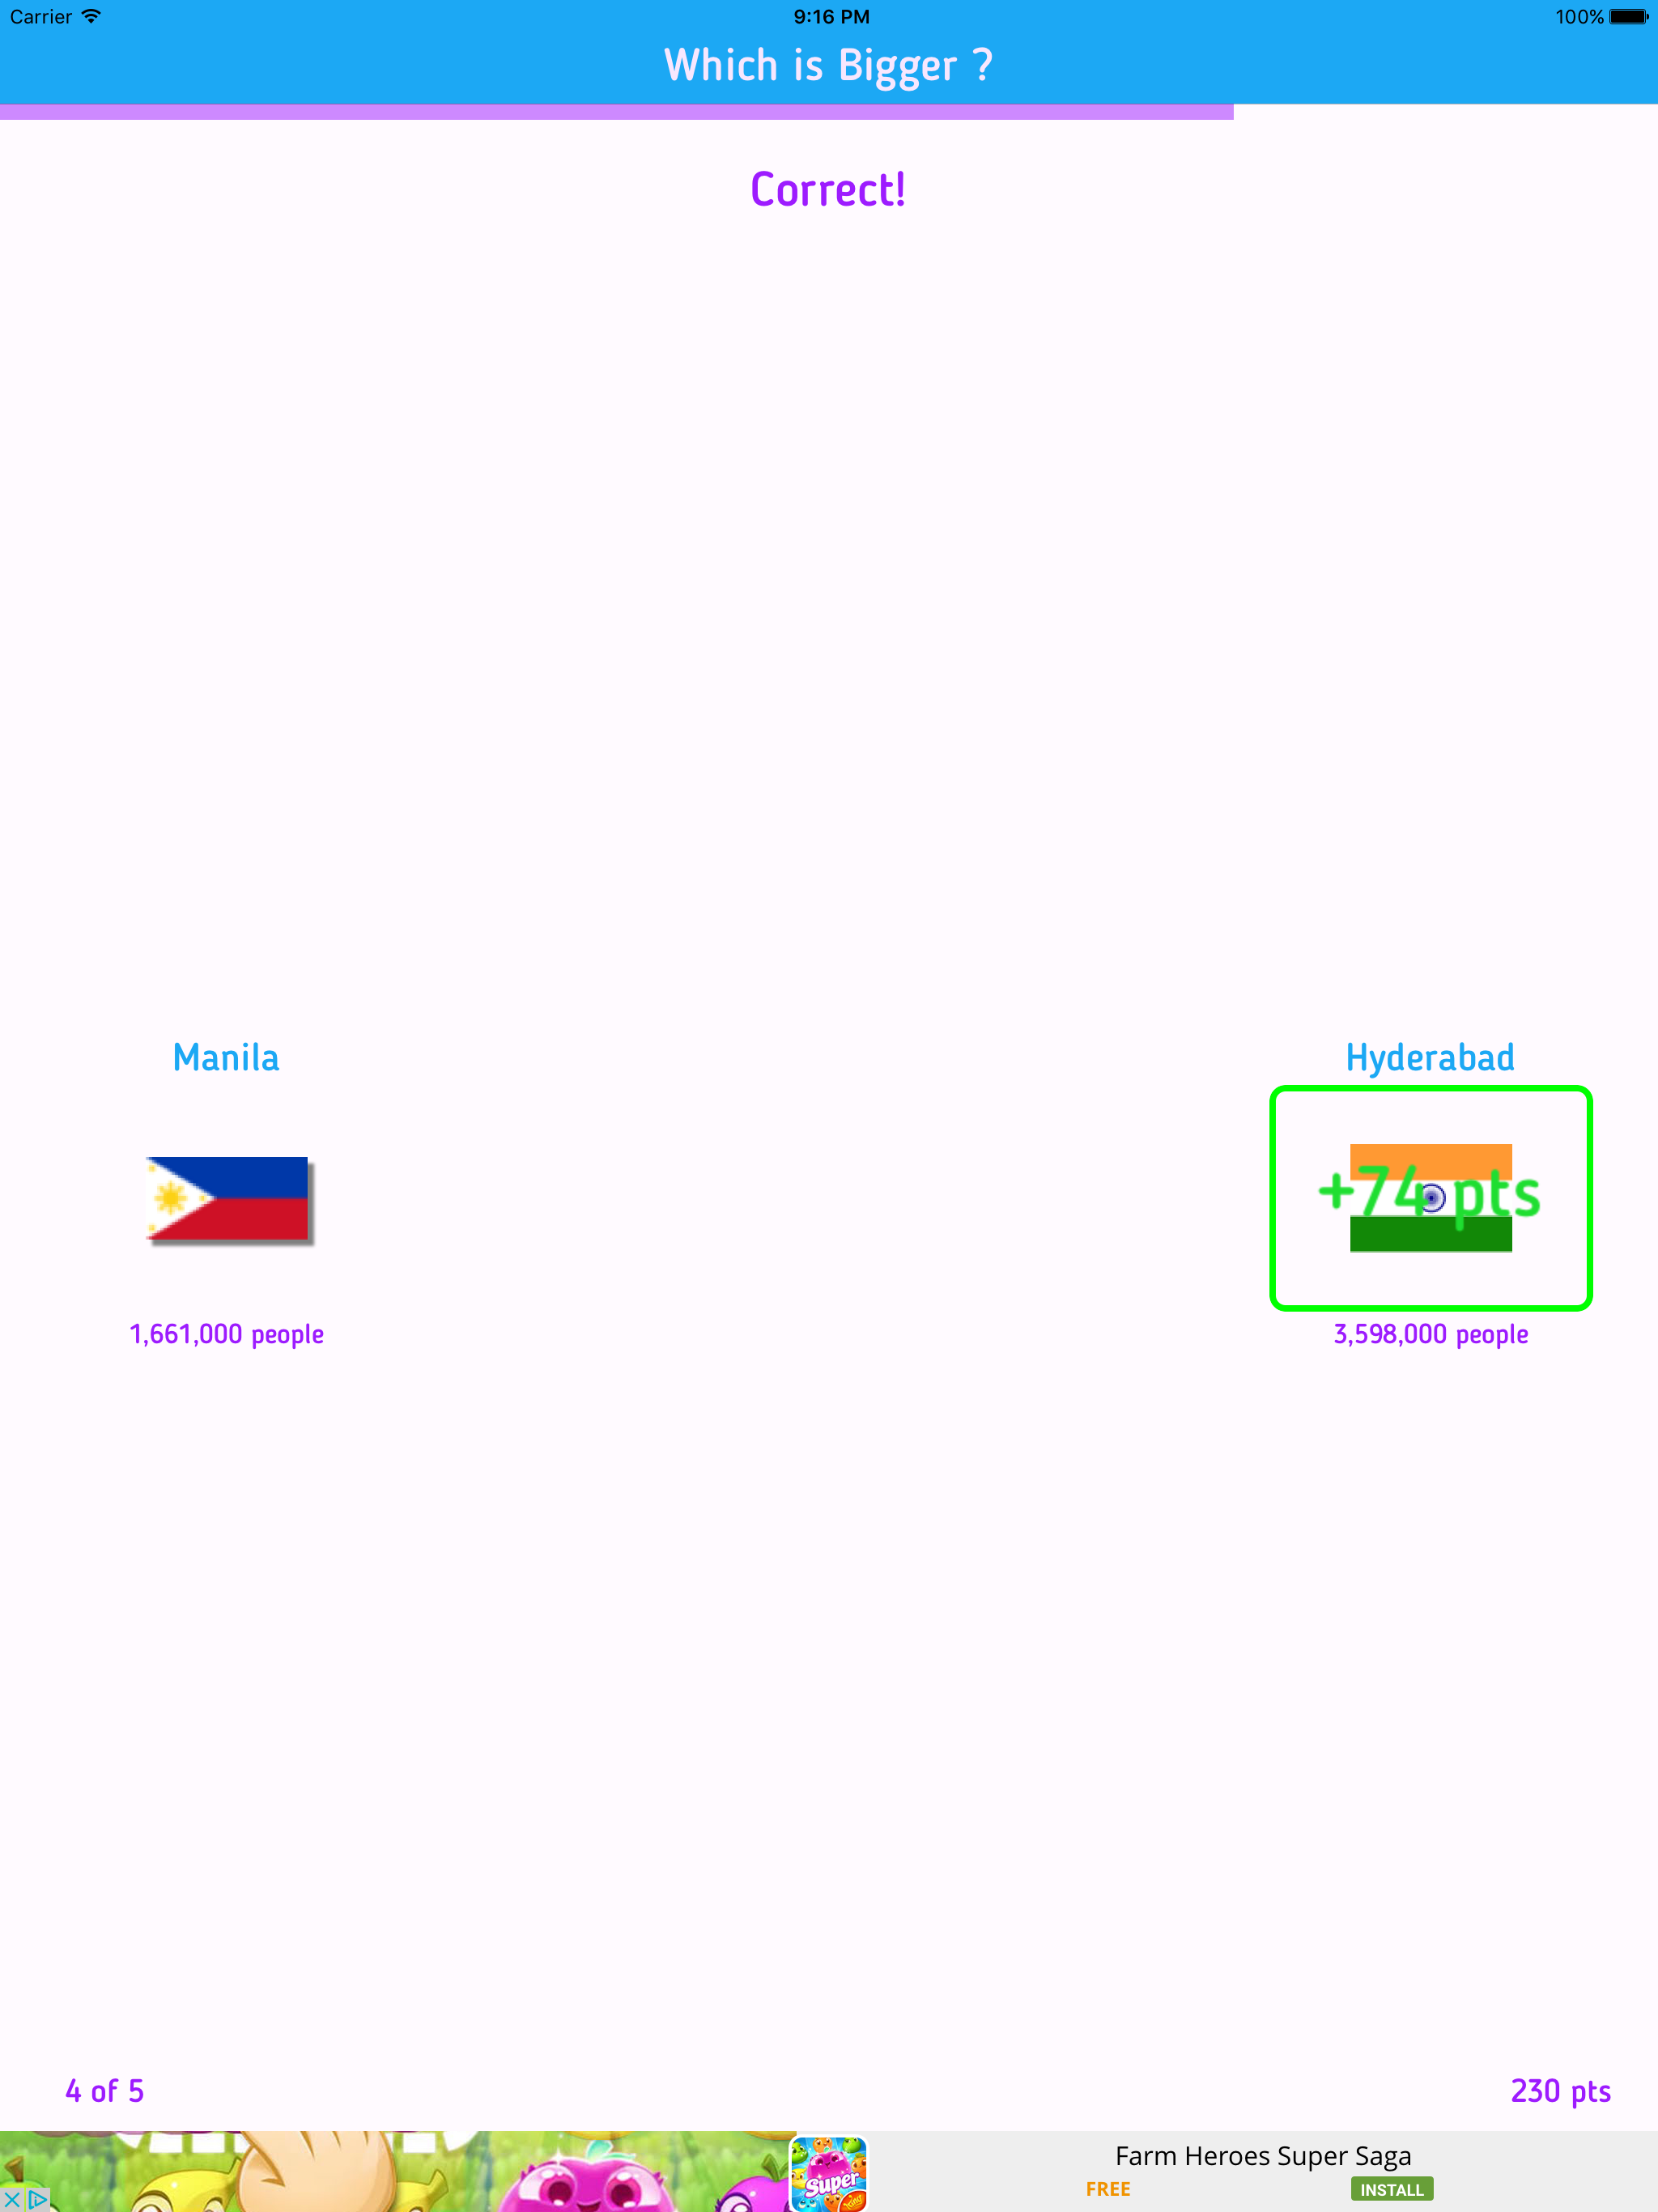 Carrier 9:16 PM 100%
Which is Bigger ?
Correct!
Manila Hyderabad
+74 pts
1,661,000 people 3,598,000 people
4 of 5 230 pts
Farm Heroes Super Saga
Super
King
FREE INSTALL